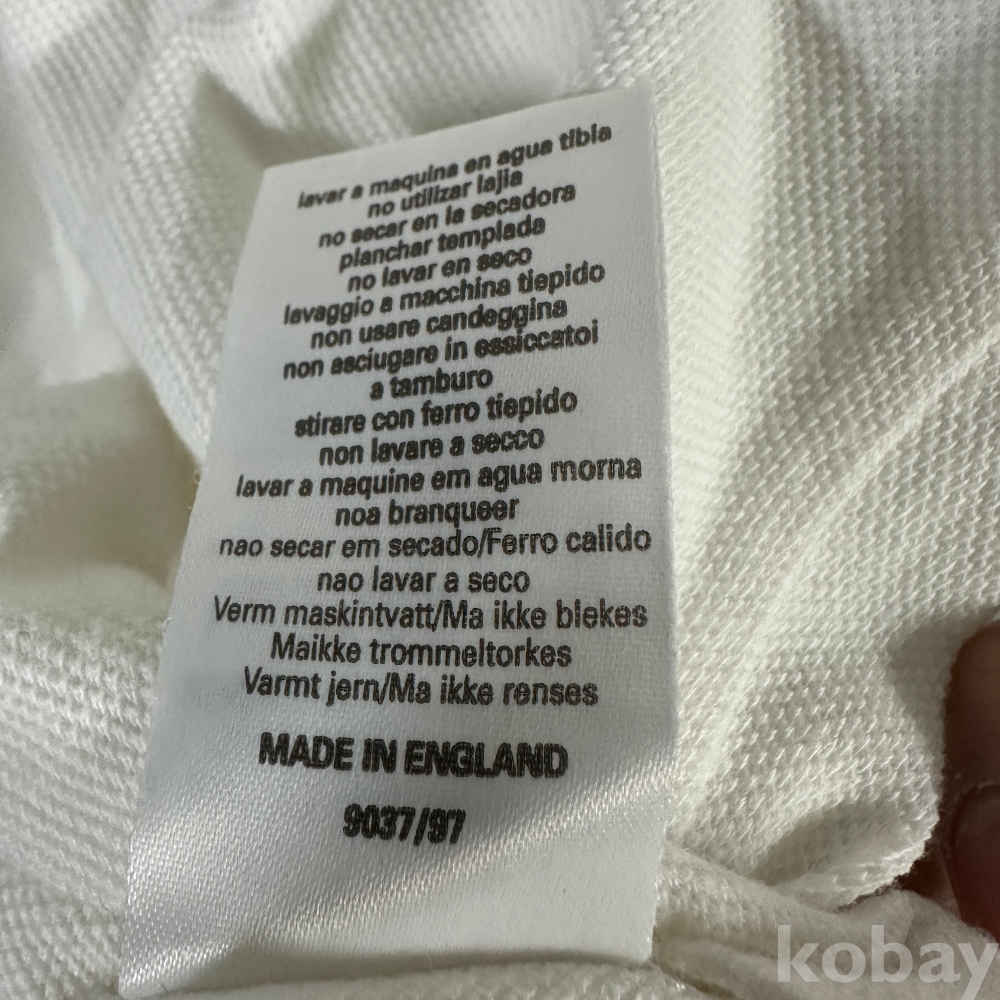 lavar a maquina en agua tibia
no utilizar lajia
no secar en la secadora
planchar templada
no lavar en seco
lavaggio a macchina tiepido
non usare candeggina
non asciugare in essiccatoi
a tamburo
stirare con ferro tiepido
non lavare a secco
lavar a maquine em agua morna
noa branqueer
nao secar em secado/Ferro calido
nao lavar a seco
Verm maskintvatt/Ma ikke blekes
Maikke trommeltorkes
Varmt jern/Ma ikke renses
MADE IN ENGLAND
9037/97
kobay